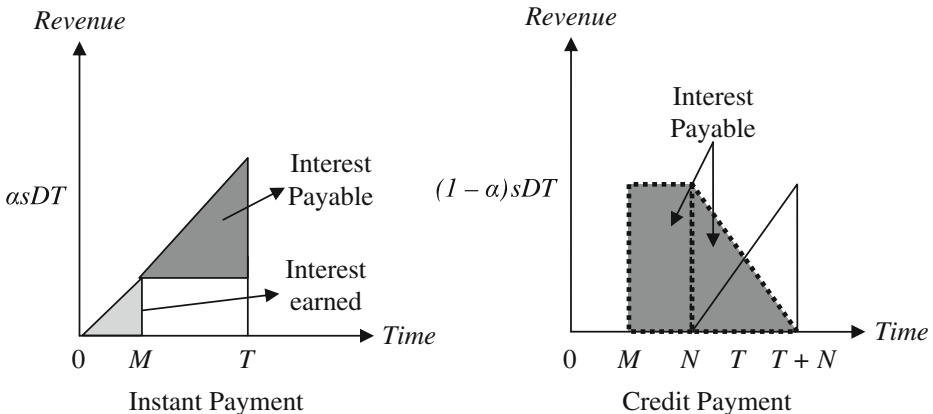 Revenue
αsDT
Interest
Payable
Interest
earned
Time
0 M T
Instant Payment
Revenue
Interest
Payable
(1 – α)sDT
Time
0 M N T T + N
Credit Payment